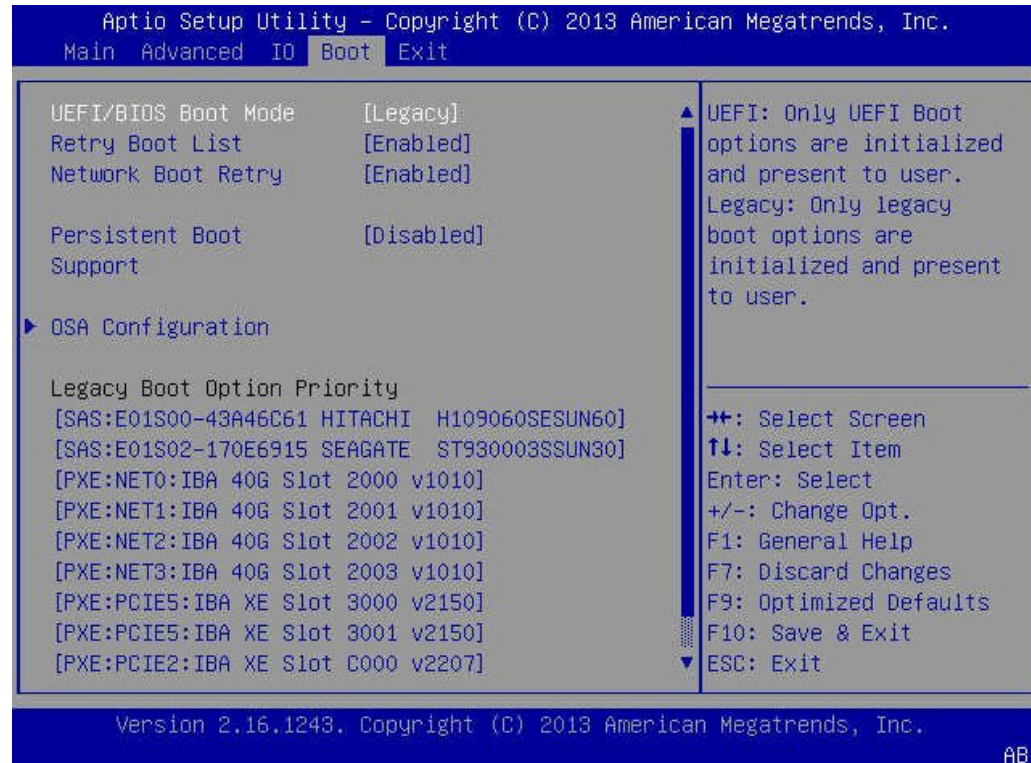 Aptio Setup Utility – Copyright (C) 2013 American Megatrends, Inc.
Main Advanced IO Boot Exit
UEFI/BIOS Boot Mode [Legacy]
Retry Boot List [Enabled]
Network Boot Retry [Enabled]
Persistent Boot [Disabled]
Support
OSA Configuration
Legacy Boot Option Priority
[SAS:E01S00-43A46C61 HITACHI H109060SESUN60]
[SAS:E01S02-170E6915 SEAGATE ST930003SSUN30]
[PXE:NET0:IBA 40G Slot 2000 v1010]
[PXE:NET1:IBA 40G Slot 2001 v1010]
[PXE:NET2:IBA 40G Slot 2002 v1010]
[PXE:NET3:IBA 40G Slot 2003 v1010]
[PXE:PCIE5:IBA XE Slot 3000 v2150]
[PXE:PCIE5:IBA XE Slot 3001 v2150]
[PXE:PCIE2:IBA XE Slot C000 v2207]
UEFI: Only UEFI Boot
options are initialized
and present to user.
Legacy: Only legacy
boot options are
initialized and present
to user.
→←: Select Screen
↑↓: Select Item
Enter: Select
+/-: Change Opt.
F1: General Help
F7: Discard Changes
F9: Optimized Defaults
F10: Save & Exit
ESC: Exit
Version 2.16.1243. Copyright (C) 2013 American Megatrends, Inc.
AB